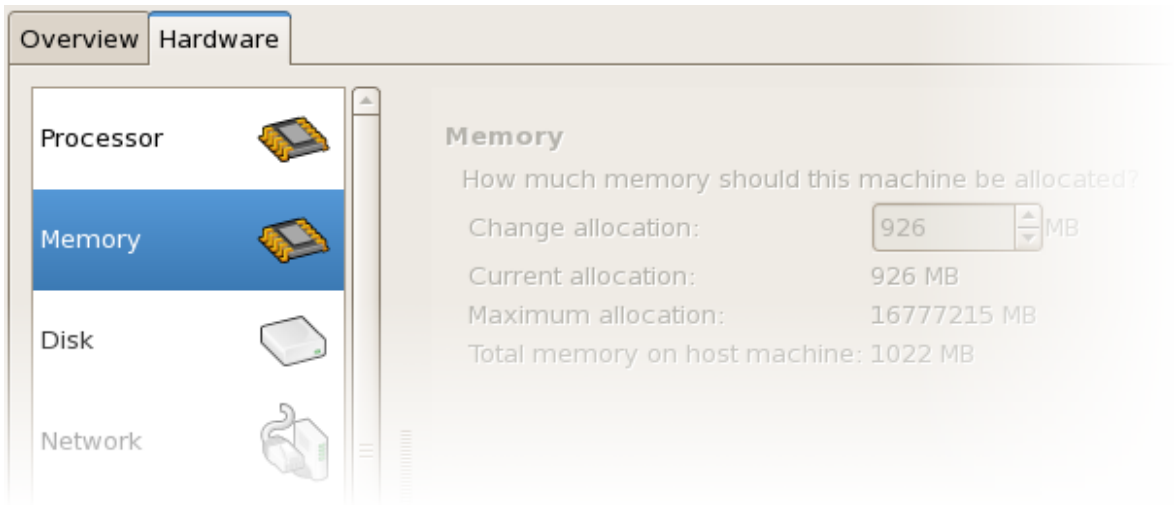 Overview Hardware
Processor
Memory
Disk
Network
Memory
How much memory should this machine be allocated?
Change allocation: 926 MB
Current allocation: 926 MB
Maximum allocation: 16777215 MB
Total memory on host machine: 1022 MB